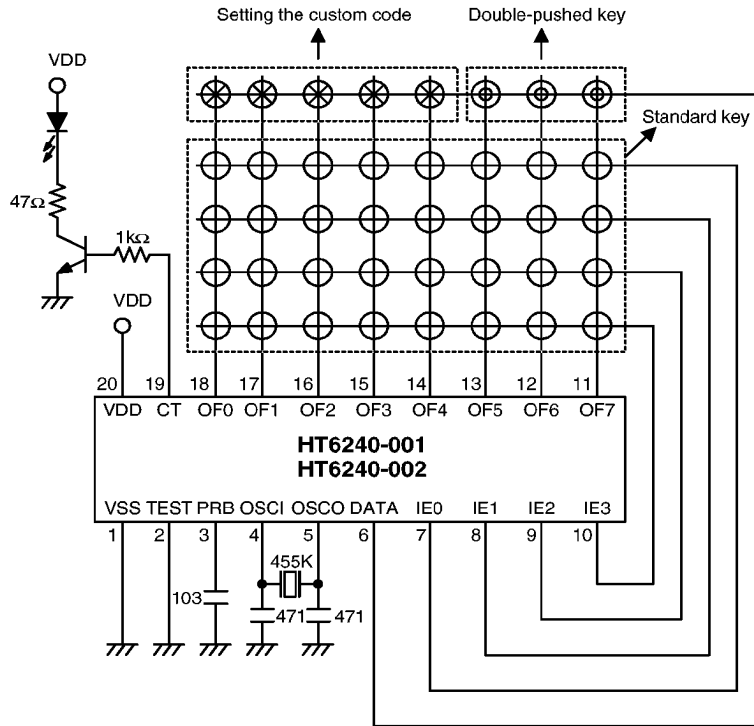 Setting the custom code
Double-pushed key
VDD
Standard key
47Ω
1kΩ
VDD
20 19 18 17 16 15 14 13 12 11
VDD CT OF0 OF1 OF2 OF3 OF4 OF5 OF6 OF7
HT6240-001
HT6240-002
VSS TEST PRB OSCI OSCO DATA IE0 IE1 IE2 IE3
1 2 3 4 5 6 7 8 9 10
455K
103
471
471